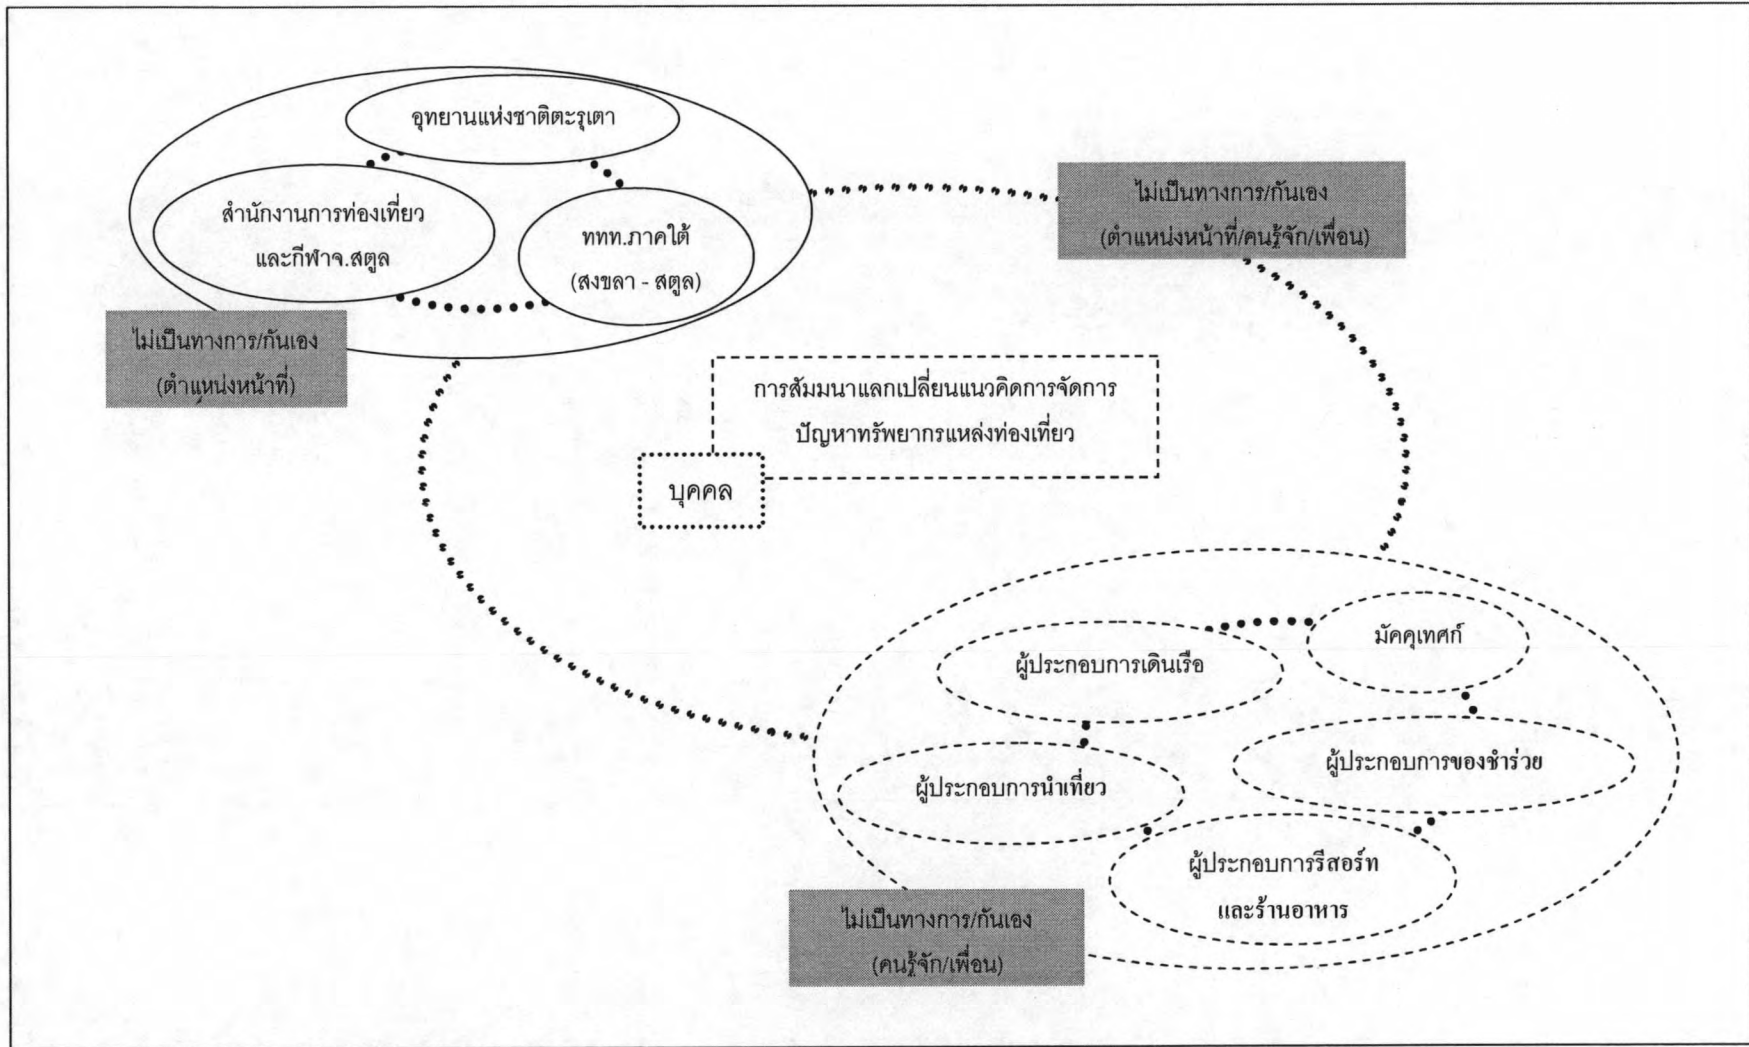 อุทยานแห่งชาติตะรุเตา
สำนักงานการท่องเที่ยว
และกีฬาจ.สตูล
ททท.ภาคใต้
(สงขลา - สตูล)
ไม่เป็นทางการ/กันเอง
(ตำแหน่งหน้าที่)
ไม่เป็นทางการ/กันเอง
(ตำแหน่งหน้าที่/คนรู้จัก/เพื่อน)
การสัมมนาแลกเปลี่ยนแนวคิดการจัดการ
ปัญหาทรัพยากรแหล่งท่องเที่ยว
บุคคล
มัคคุเทศก์
ผู้ประกอบการเดินเรือ
ผู้ประกอบการของชำร่วย
ผู้ประกอบการนำเที่ยว
ผู้ประกอบการรีสอร์ท
และร้านอาหาร
ไม่เป็นทางการ/กันเอง
(คนรู้จัก/เพื่อน)